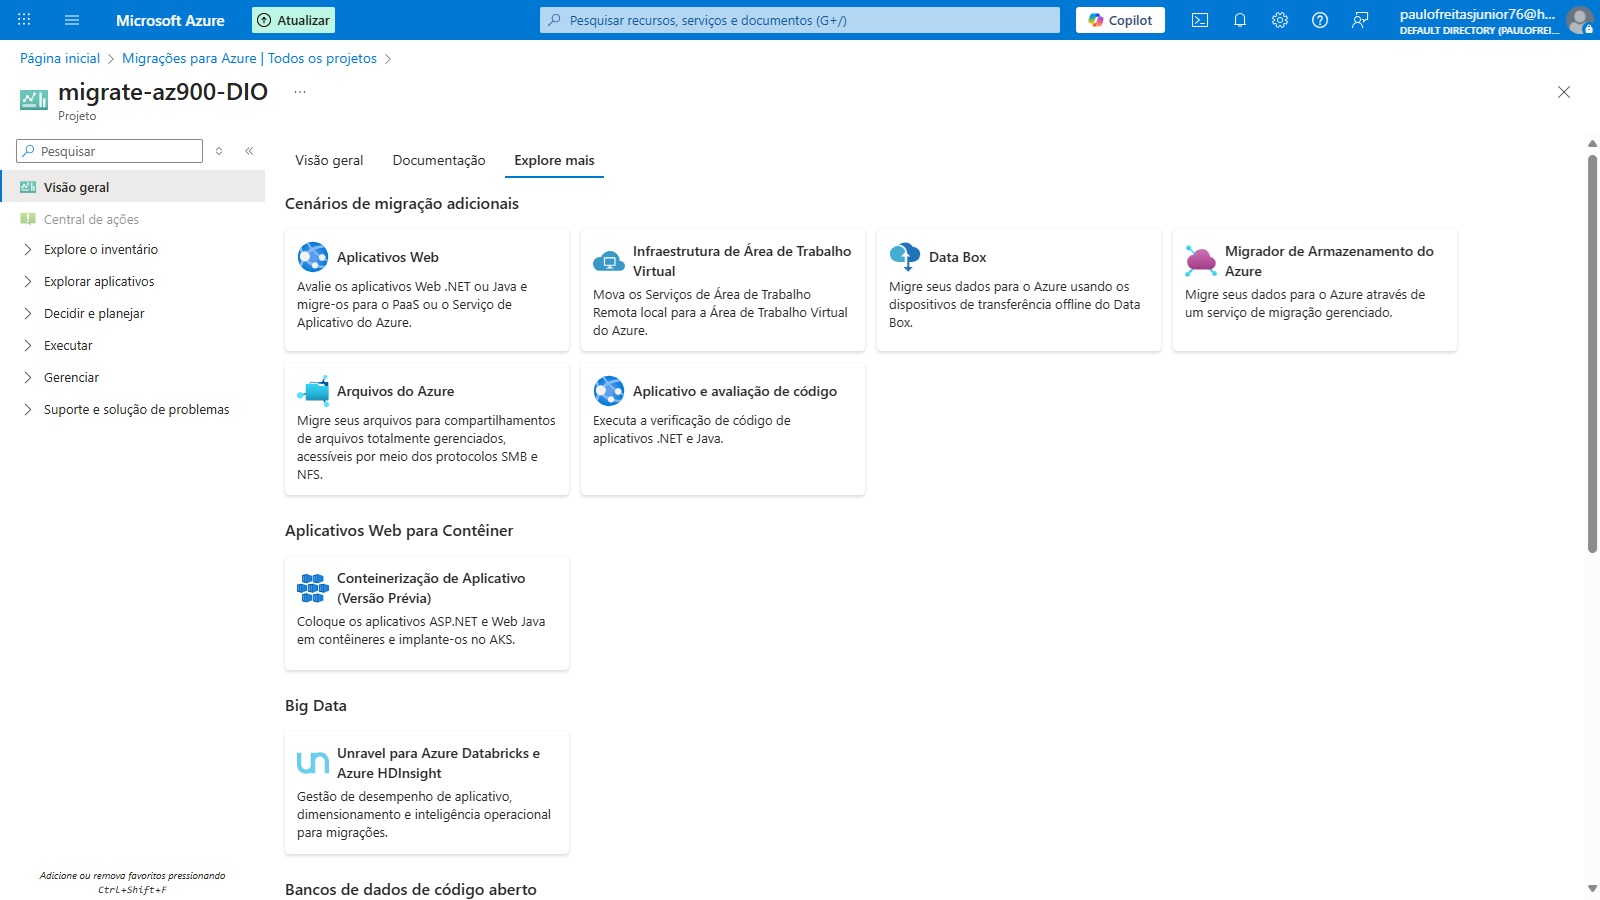 Microsoft Azure
Atualizar
Pesquisar recursos, serviços e documentos (G+/)
Copilot
paulofreitasjunior76@h...
DEFAULT DIRECTORY (PAULOFREI...
Página inicial
Migrações para Azure | Todos os projetos
migrate-az900-DIO
...
Projeto
Pesquisar
Visão geral
Central de ações
Explore o inventário
Explorar aplicativos
Decidir e planejar
Executar
Gerenciar
Suporte e solução de problemas
Adicione ou remova favoritos pressionando
Ctrl+Shift+F
Visão geral
Documentação
Explore mais
Cenários de migração adicionais
Aplicativos Web
Avalie os aplicativos Web .NET ou Java e
migre-os para o PaaS ou o Serviço de
Aplicativo do Azure.
Infraestrutura de Área de Trabalho
Virtual
Mova os Serviços de Área de Trabalho
Remota local para a Área de Trabalho Virtual
do Azure.
Data Box
Migre seus dados para o Azure usando os
dispositivos de transferência offline do Data
Box.
Migrador de Armazenamento do
Azure
Migre seus dados para o Azure através de
um serviço de migração gerenciado.
Arquivos do Azure
Migre seus arquivos para compartilhamentos
de arquivos totalmente gerenciados,
acessíveis por meio dos protocolos SMB e
NFS.
Aplicativo e avaliação de código
Executa a verificação de código de
aplicativos .NET e Java.
Aplicativos Web para Contêiner
Conteinerização de Aplicativo
(Versão Prévia)
Coloque os aplicativos ASP.NET e Web Java
em contêineres e implante-os no AKS.
Big Data
un
Unravel para Azure Databricks e
Azure HDInsight
Gestão de desempenho de aplicativo,
dimensionamento e inteligência operacional
para migrações.
Bancos de dados de código aberto